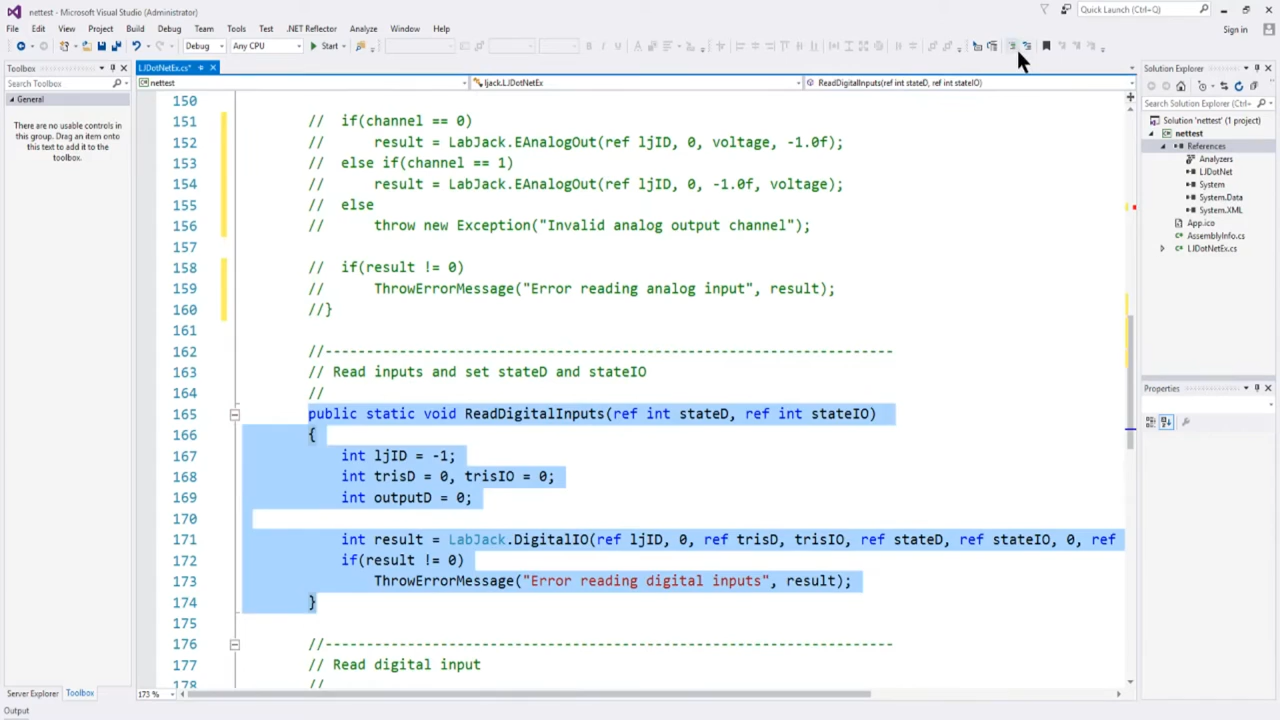 nettest - Microsoft Visual Studio (Administrator)
Quick Launch (Ctrl+Q)
File Edit View Project Build Debug Team Tools Test .NET Reflector Analyze Window Help
Sign in
Debug Any CPU Start
Toolbox
Search Toolbox
General
There are no usable controls in
this group. Drag an item onto
this text to add it to the
toolbox.
Server Explorer Toolbox
Output
LJDotNetEx.cs*
nettest
ljack.LJDotNetEx
ReadDigitalInputs(ref int stateD, ref int stateIO)
150
151 // if(channel == 0)
152 // result = LabJack.EAnalogOut(ref ljID, 0, voltage, -1.0f);
153 // else if(channel == 1)
154 // result = LabJack.EAnalogOut(ref ljID, 0, -1.0f, voltage);
155 // else
156 // throw new Exception("Invalid analog output channel");
157
158 // if(result != 0)
159 // ThrowErrorMessage("Error reading analog input", result);
160 //}
161
162 //---------------------------------------------------------------------
163 // Read inputs and set stateD and stateIO
164 //
165 public static void ReadDigitalInputs(ref int stateD, ref int stateIO)
166 {
167 int ljID = -1;
168 int trisD = 0, trisIO = 0;
169 int outputD = 0;
170
171 int result = LabJack.DigitalIO(ref ljID, 0, ref trisD, trisIO, ref stateD, ref stateIO, 0, ref
172 if(result != 0)
173 ThrowErrorMessage("Error reading digital inputs", result);
174 }
175
176 //---------------------------------------------------------------------
177 // Read digital input
178 //
173 %
Solution Explorer
Search Solution Explorer (Ctrl+
Solution 'nettest' (1 project)
nettest
References
Analyzers
LJDotNet
System
System.Data
System.XML
App.ico
AssemblyInfo.cs
LJDotNetEx.cs
Properties